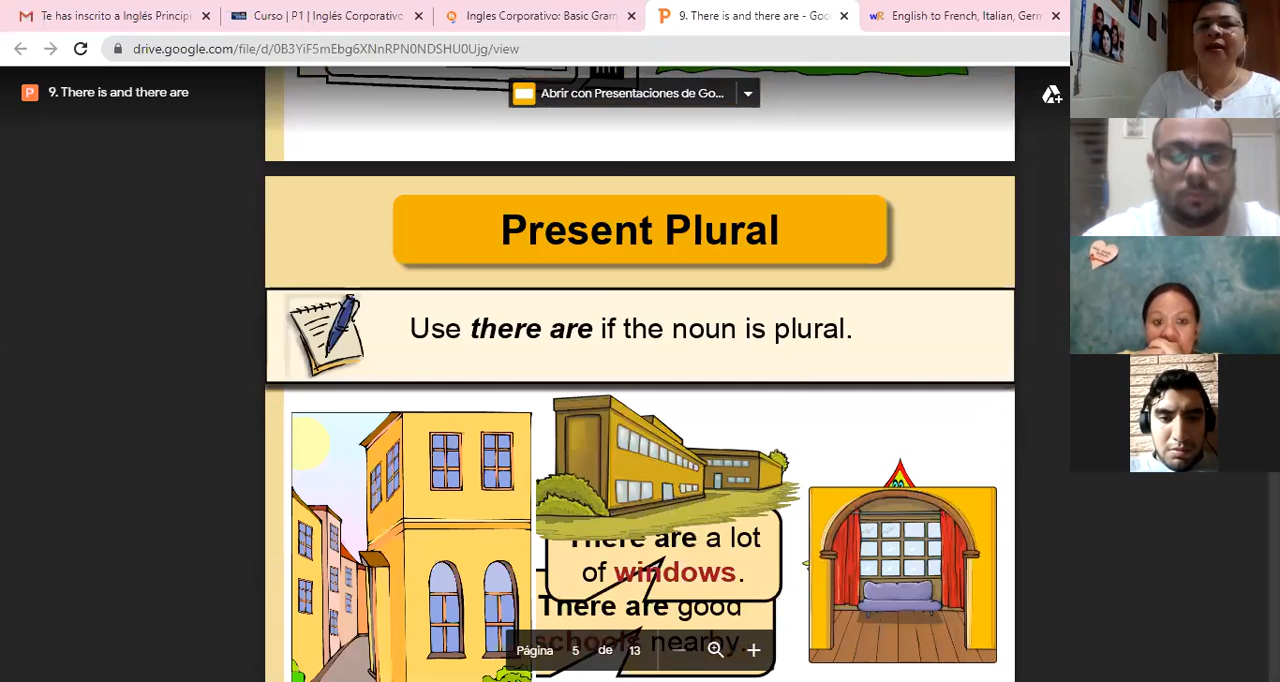 Te has inscrito a Inglés Principi
Curso | P1 | Inglés Corporativo
Ingles Corporativo: Basic Gram
9. There is and there are - Goo
English to French, Italian, Germ
drive.google.com/file/d/0B3YiF5mEbg6XNnRPN0NDSHU0Ujg/view
9. There is and there are
Abrir con Presentaciones de Go...
Present Plural
Use there are if the noun is plural.
There are a lot
of windows.
There are good
schools nearby.
Página 5 de 13